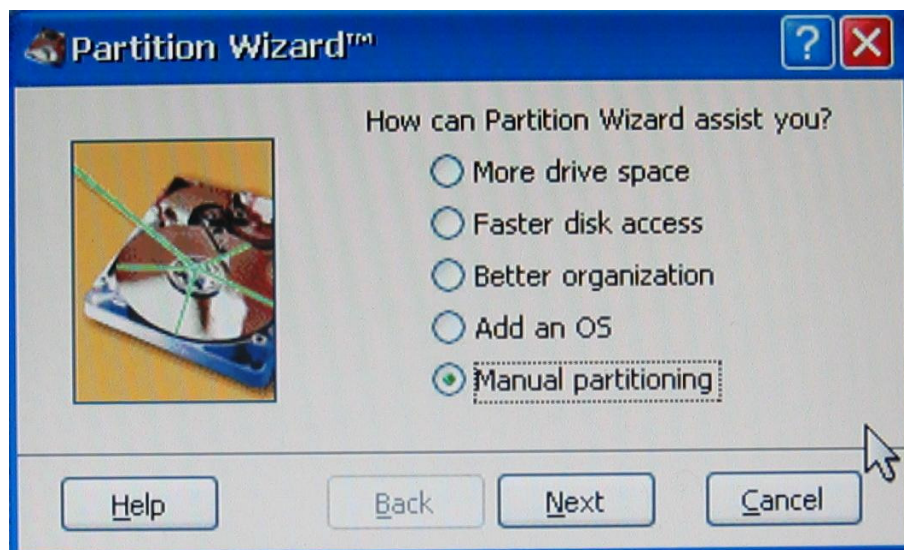 Partition Wizard™
How can Partition Wizard assist you?
More drive space
Faster disk access
Better organization
Add an OS
Manual partitioning
Help
Back
Next
Cancel